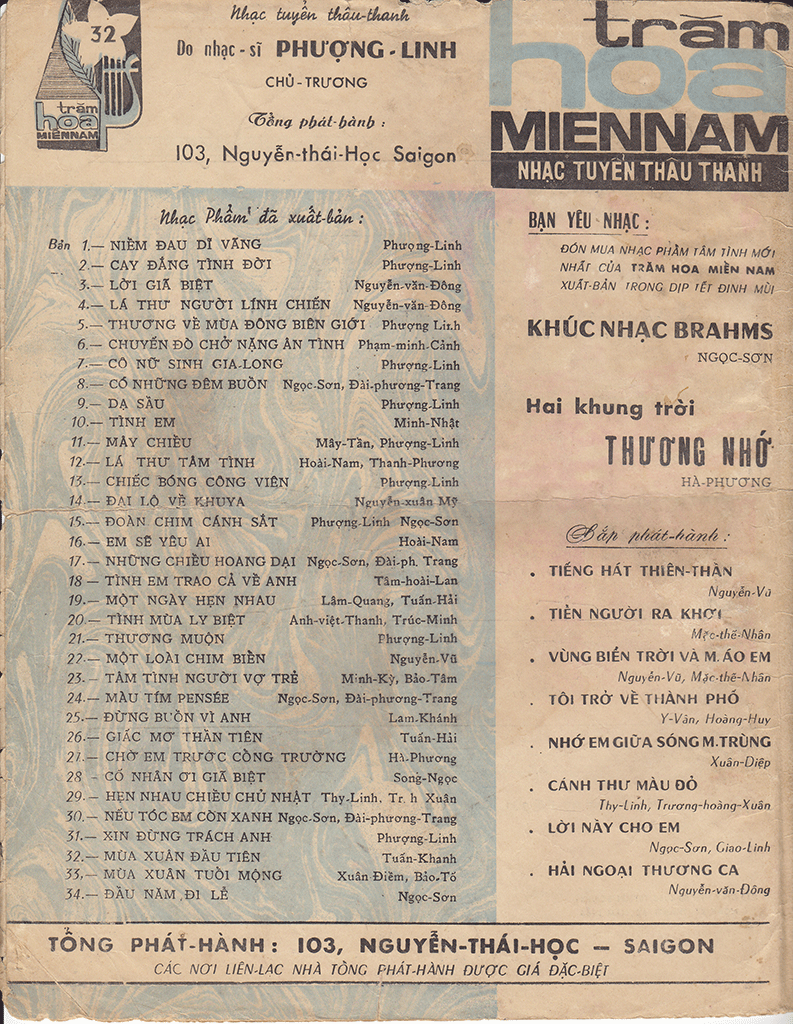 32
trăm
hoa
MIENNAM
Nhạc tuyển thâu-thanh
Do nhạc-sĩ PHƯỢNG-LINH
CHỦ-TRƯƠNG
Tổng phát-hành :
103, Nguyễn-thái-Học Saigon
trăm
hoa
MIENNAM
NHẠC TUYỂN THÂU THANH
Nhạc Phẩm đã xuất-bản :
Bản 1.— NIỀM ĐAU DĨ VÃNG Phượng-Linh
2.— CAY ĐẮNG TÌNH ĐỜI Phượng-Linh
3.— LỜI GIÃ BIỆT Nguyễn-văn-Đông
4.— LÁ THƯ NGƯỜI LÍNH CHIẾN Nguyễn-văn-Đông
5.— THƯƠNG VỀ MÙA ĐÔNG BIÊN GIỚI Phượng Linh
6.— CHUYẾN ĐÒ CHỞ NẶNG ÂN TÌNH Phạm-minh-Cảnh
7.— CÔ NỮ SINH GIA-LONG Phượng-Linh
8.— CÓ NHỮNG ĐÊM BUỒN Ngọc-Sơn, Đài-phương-Trang
9.— DẠ SẦU Phượng-Linh
10.— TÌNH EM Minh-Nhật
11.— MÂY CHIỀU Mây-Tần, Phượng-Linh
12.— LÁ THƯ TÂM TÌNH Hoài-Nam, Thanh-Phương
13.— CHIẾC BÓNG CÔNG VIÊN Phượng-Linh
14.— ĐẠI LỘ VỀ KHUYA Nguyễn-xuân Mỹ
15.— ĐOÀN CHIM CÁNH SẮT Phượng-Linh Ngọc-Sơn
16.— EM SẼ YÊU AI Hoài-Nam
17.— NHỮNG CHIỀU HOANG DẠI Ngọc-Sơn, Đài-ph. Trang
18 — TÌNH EM TRAO CẢ VỀ ANH Tâm-hoài-Lan
19.— MỘT NGÀY HẸN NHAU Lâm-Quang, Tuấn-Hải
20.— TÌNH MÙA LY BIỆT Anh-việt-Thanh, Trúc-Minh
21.— THƯƠNG MUỘN Phượng-Linh
22.— MỘT LOÀI CHIM BIỂN Nguyễn-Vũ
23.— TÂM TÌNH NGƯỜI VỢ TRẺ Minh-Kỳ, Bảo-Tâm
24.— MÀU TÍM PENSÉE Ngọc-Sơn, Đài-phương-Trang
25.— ĐỪNG BUỒN VÌ ANH Lam-Khánh
26.— GIẤC MƠ THẦN TIÊN Tuấn-Hải
27.— CHỜ EM TRƯỚC CỔNG TRƯỜNG Hà-Phương
28 - CỐ NHÂN ƠI GIÃ BIỆT Song-Ngọc
29.— HẸN NHAU CHIỀU CHỦ NHẬT Thy-Linh, Xuân
30.— NẾU TÓC EM CÒN XANH Ngọc-Sơn, Đài-phương-Trang
31.— XIN ĐỪNG TRÁCH ANH Phượng-Linh
32.— MÙA XUÂN ĐẦU TIÊN Tuấn-Khanh
33,— MÙA XUÂN TUỔI MỘNG Xuân Điềm, Bảo-Tố
34.— ĐẦU NĂM ĐI LỄ Ngọc-Sơn
BẠN YÊU NHẠC :
ĐÓN MUA NHẠC PHẨM TÂM TÌNH MỚI
NHẤT CỦA TRĂM HOA MIỀN NAM
XUẤT-BẢN TRONG DỊP TẾT ĐINH MÙI
KHÚC NHẠC BRAHMS
NGỌC-SƠN
Hai khung trời
THƯƠNG NHỚ
HÀ-PHƯƠNG
Sắp phát-hành :
. TIẾNG HÁT THIÊN-THẦN
Nguyễn-Vũ
. TIỄN NGƯỜI RA KHƠI
Mặc-thế-Nhân
. VÙNG BIỂN TRỜI VÀ M. ÁO EM
Nguyễn-Vũ, Mặc-thế-Nhân
. TÔI TRỞ VỀ THÀNH PHỐ
Y-Vân, Hoàng-Huy
. NHỚ EM GIỮA SÓNG M.TRÙNG
Xuân-Diệp
. CÁNH THƯ MÀU ĐỎ
Thy-Linh, Trương-hoàng-Xuân
. LỜI NÀY CHO EM
Ngọc-Sơn, Giao-Linh
. HẢI NGOẠI THƯƠNG CA
Nguyễn-văn-Đông
TỔNG PHÁT-HÀNH : 103, NGUYỄN-THÁI-HỌC — SAIGON
CÁC NƠI LIÊN-LẠC NHÀ TỔNG PHÁT-HÀNH ĐƯỢC GIÁ ĐẶC-BIỆT